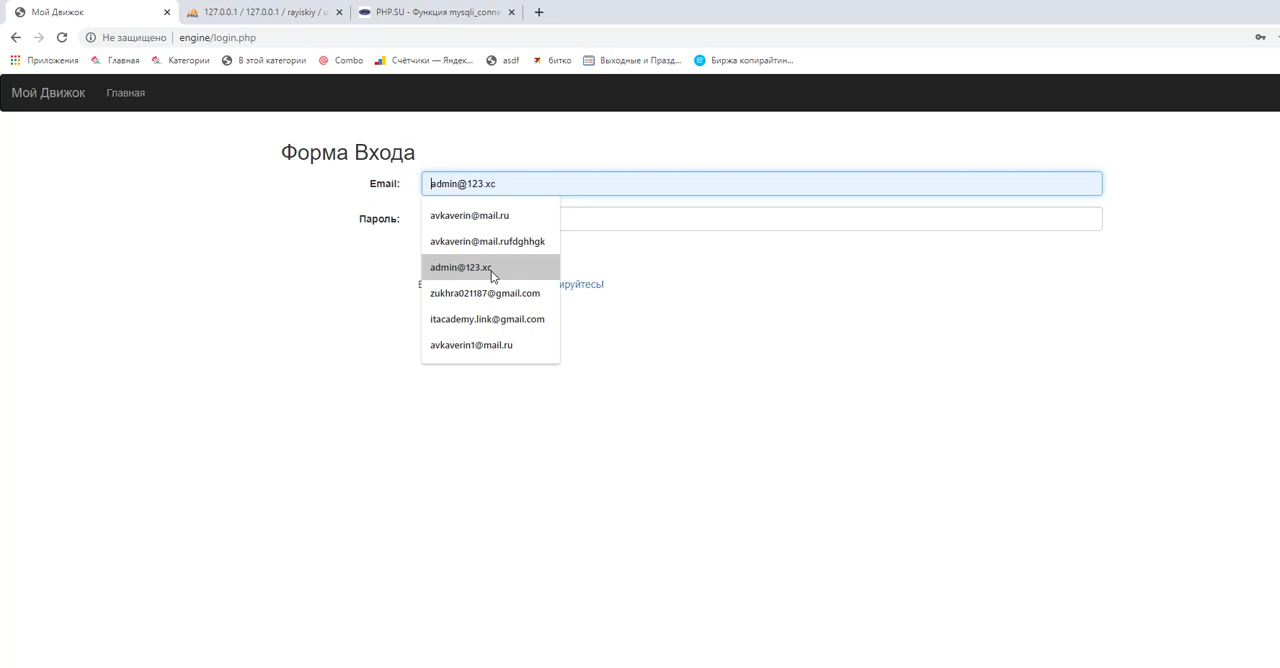 Мой Движок
127.0.0.1 / 127.0.0.1 / rayiskiy /
PHP.SU - Функция mysqli_conne
Не защищено
engine/login.php
Приложения
Главная
Категории
В этой категории
Combo
Счётчики — Яндек...
asdf
битко
Выходные и Празд...
Биржа копирайтин...
Мой Движок
Главная
Форма Входа
Email:
admin@123.xc
avkaverin@mail.ru
Пароль:
avkaverin@mail.rufdghhgk
admin@123.xc
ируйтесь!
zukhra021187@gmail.com
itacademy.link@gmail.com
avkaverin1@mail.ru